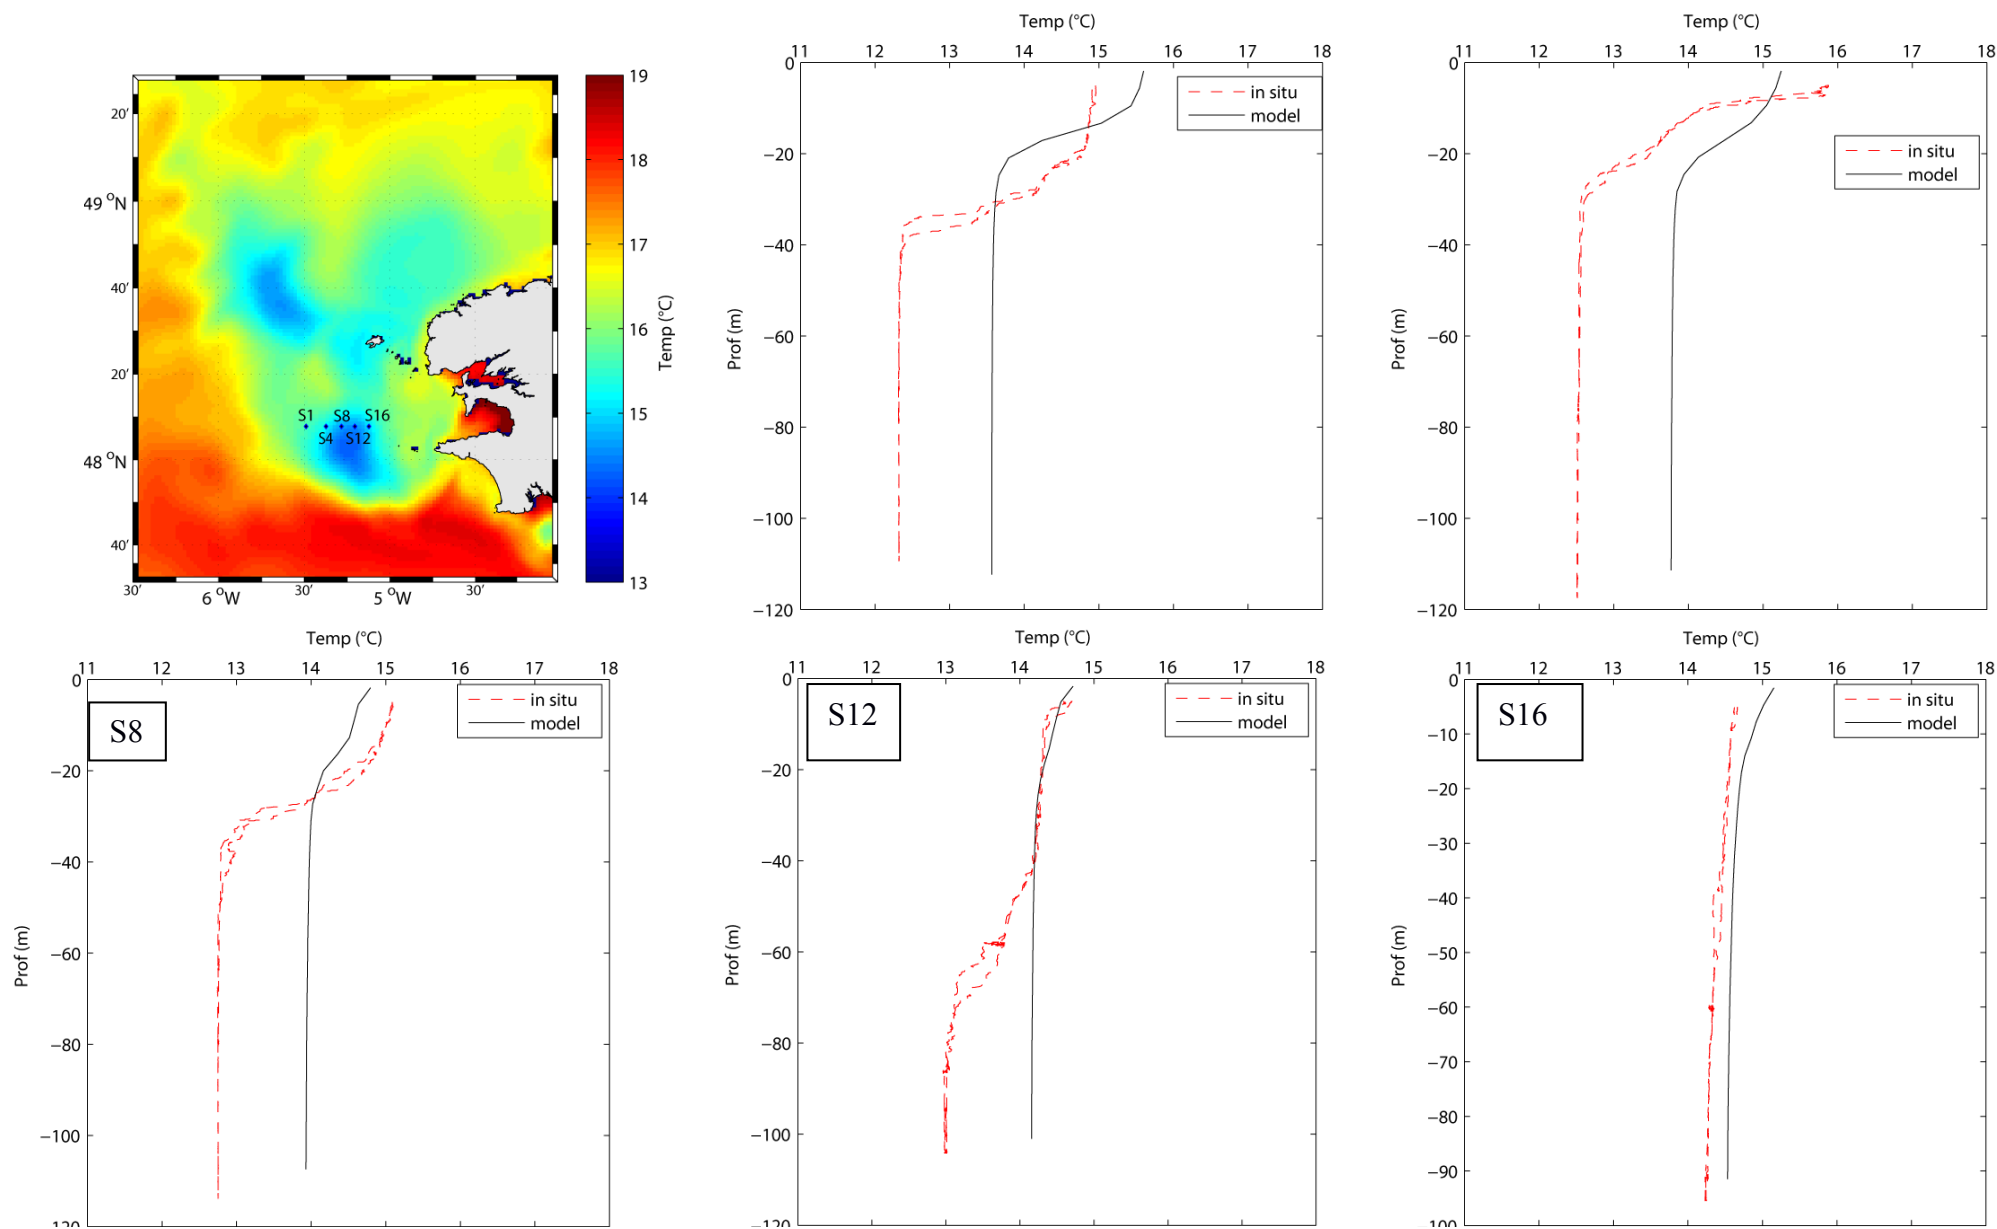 20′
49 °N
40′
20′
48 °N
40′
30′
6 °W
30′
5 °W
30′
S1
S8
S16
S4
S12
19
18
17
16
15
14
13
Temp (°C)
Temp (°C)
11 12 13 14 15 16 17 18
0
−20
−40
−60
−80
−100
−120
Prof (m)
in situ
model
Temp (°C)
11 12 13 14 15 16 17 18
0
−20
−40
−60
−80
−100
−120
Prof (m)
in situ
model
Temp (°C)
11 12 13 14 15 16 17 18
0
−20
−40
−60
−80
−100
−120
Prof (m)
S8
in situ
model
Temp (°C)
11 12 13 14 15 16 17 18
0
−20
−40
−60
−80
−100
−120
Prof (m)
S12
in situ
model
Temp (°C)
11 12 13 14 15 16 17 18
0
−10
−20
−30
−40
−50
−60
−70
−80
−90
−100
Prof (m)
S16
in situ
model